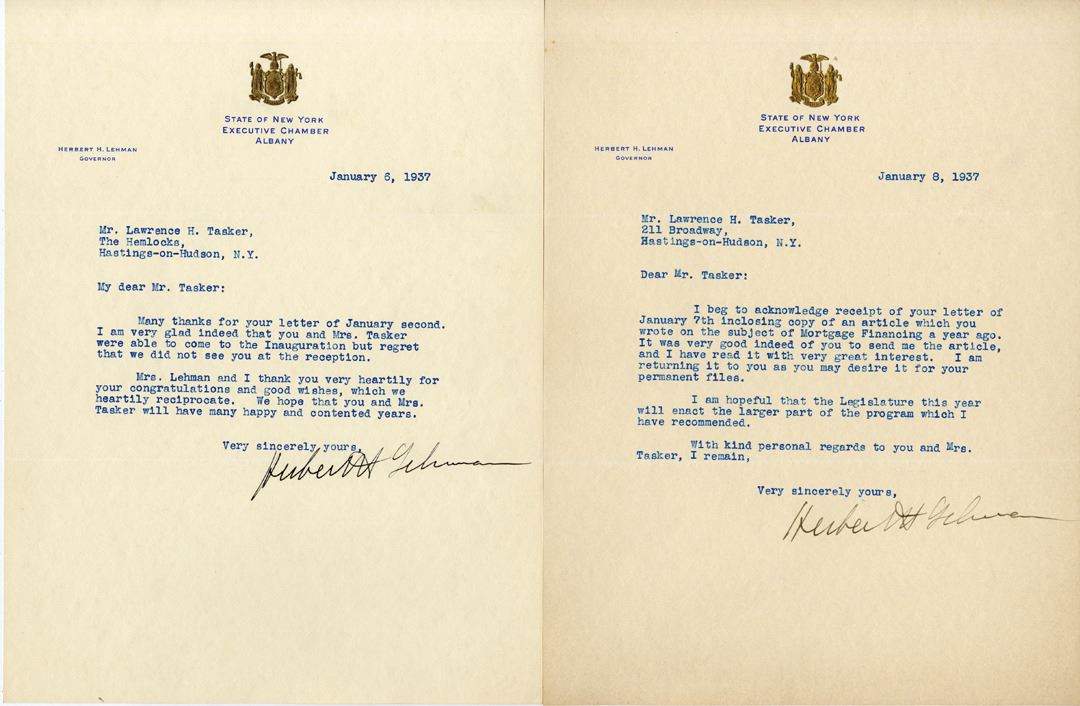 STATE OF NEW YORK
EXECUTIVE CHAMBER
ALBANY
HERBERT H. LEHMAN
GOVERNOR
January 6, 1937
Mr. Lawrence H. Tasker,
The Hemlocks,
Hastings-on-Hudson, N.Y.
My dear Mr. Tasker:
Many thanks for your letter of January second.
I am very glad indeed that you and Mrs. Tasker
were able to come to the Inauguration but regret
that we did not see you at the reception.
Mrs. Lehman and I thank you very heartily for
your congratulations and good wishes, which we
heartily reciprocate. We hope that you and Mrs.
Tasker will have many happy and contented years.
Very sincerely yours,
Herbert H Lehman
STATE OF NEW YORK
EXECUTIVE CHAMBER
ALBANY
HERBERT H. LEHMAN
GOVERNOR
January 8, 1937
Mr. Lawrence H. Tasker,
211 Broadway,
Hastings-on-Hudson, N.Y.
Dear Mr. Tasker:
I beg to acknowledge receipt of your letter of
January 7th inclosing copy of an article which you
wrote on the subject of Mortgage Financing a year ago.
It was very good indeed of you to send me the article,
and I have read it with very great interest. I am
returning it to you as you may desire it for your
permanent files.
I am hopeful that the Legislature this year
will enact the larger part of the program which I
have recommended.
With kind personal regards to you and Mrs.
Tasker, I remain,
Very sincerely yours,
Herbert H Lehman